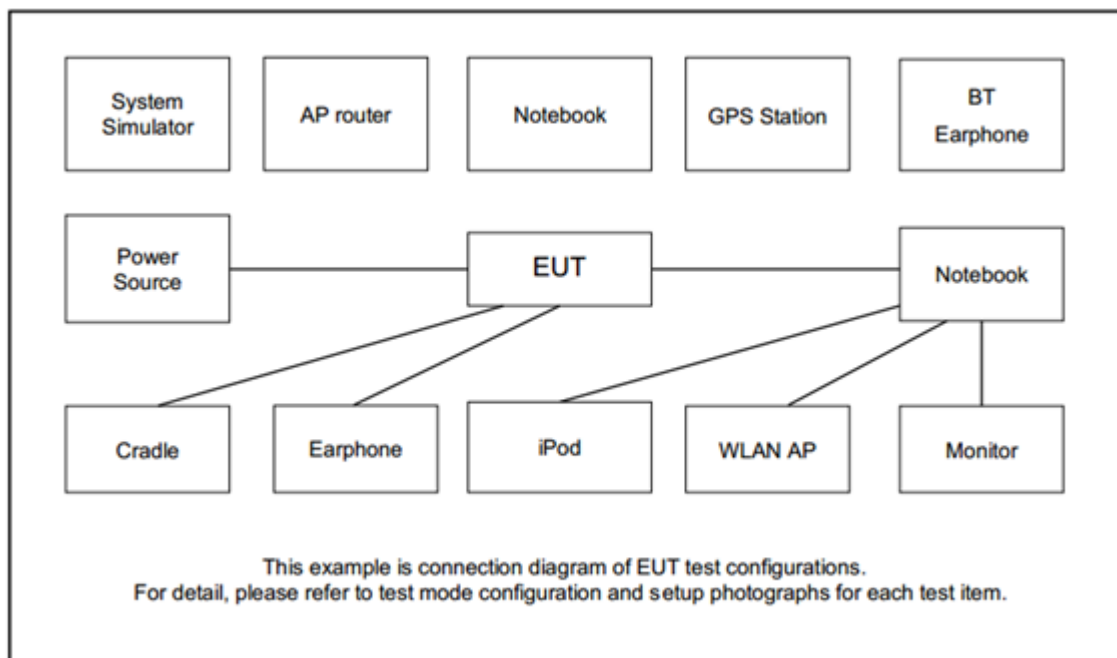 System
Simulator
AP router
Notebook
GPS Station
BT
Earphone
Power
Source
EUT
Notebook
Cradle
Earphone
iPod
WLAN AP
Monitor
This example is connection diagram of EUT test configurations.
For detail, please refer to test mode configuration and setup photographs for each test item.